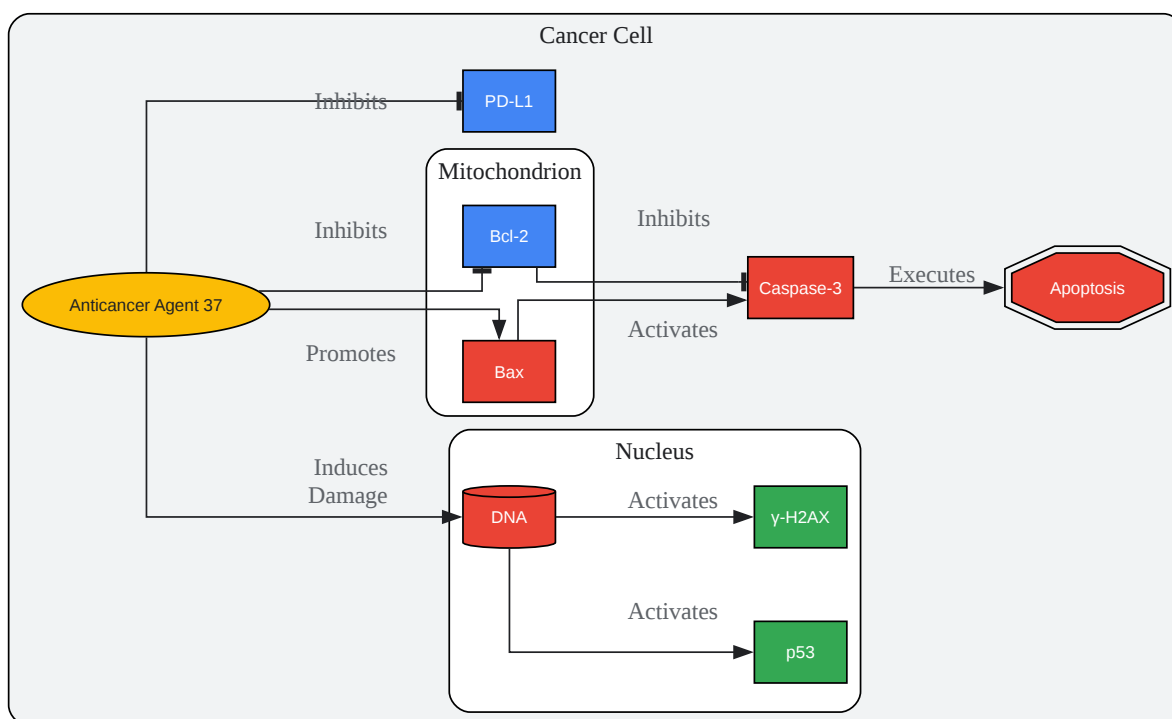 Cancer Cell
Inhibits
PD-L1
Mitochondrion
Inhibits
Bcl-2
Inhibits
Anticancer Agent 37
Caspase-3
Executes
Apoptosis
Promotes
Bax
Activates
Nucleus
Induces
Damage
DNA
Activates
γ-H2AX
Activates
p53